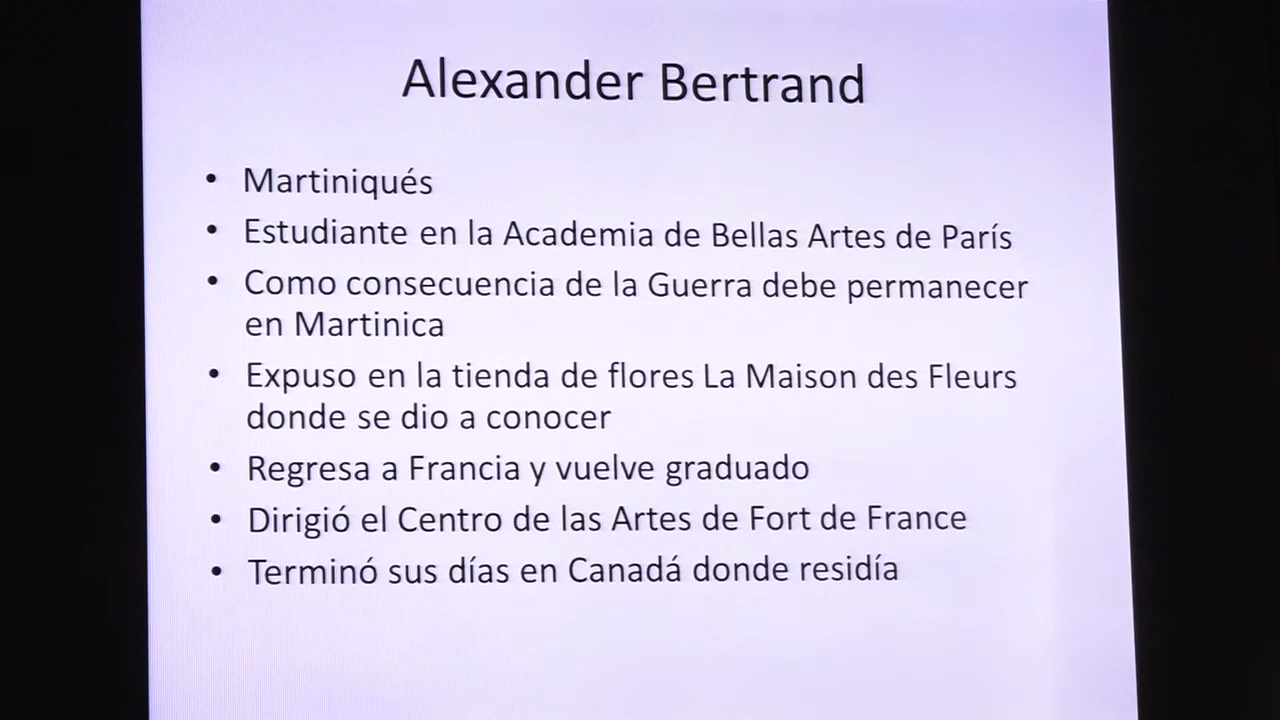 Alexander Bertrand
• Martiniqués
• Estudiante en la Academia de Bellas Artes de París
• Como consecuencia de la Guerra debe permanecer
en Martinica
• Expuso en la tienda de flores La Maison des Fleurs
donde se dio a conocer
• Regresa a Francia y vuelve graduado
• Dirigió el Centro de las Artes de Fort de France
• Terminó sus días en Canadá donde residía